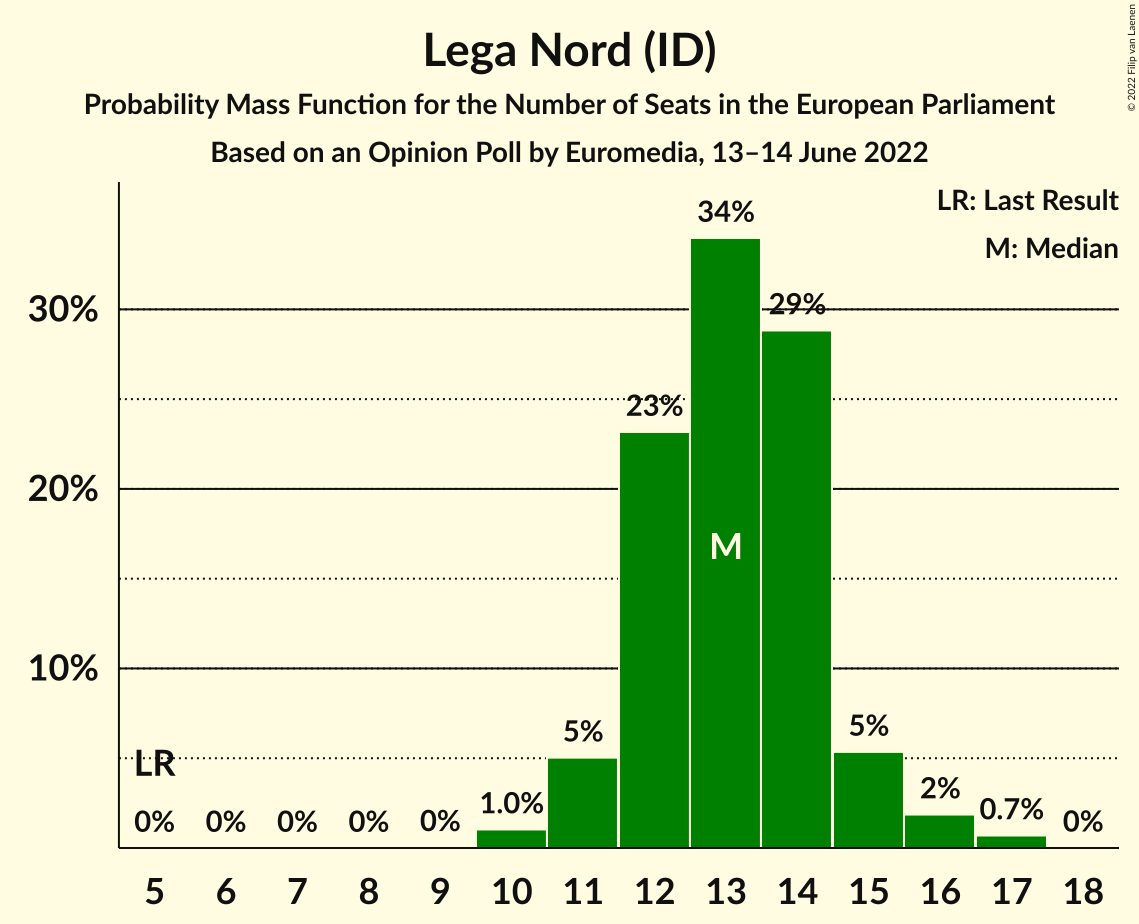 Lega Nord (ID)
Probability Mass Function for the Number of Seats in the European Parliament
Based on an Opinion Poll by Euromedia, 13–14 June 2022
© 2022 Filip van Laenen
LR: Last Result
M: Median
34%
30%
29%
23%
20%
M
10%
5%
5%
LR
2%
1.0%
0.7%
0% 0% 0% 0% 0% 0%
5 6 7 8 9 10 11 12 13 14 15 16 17 18